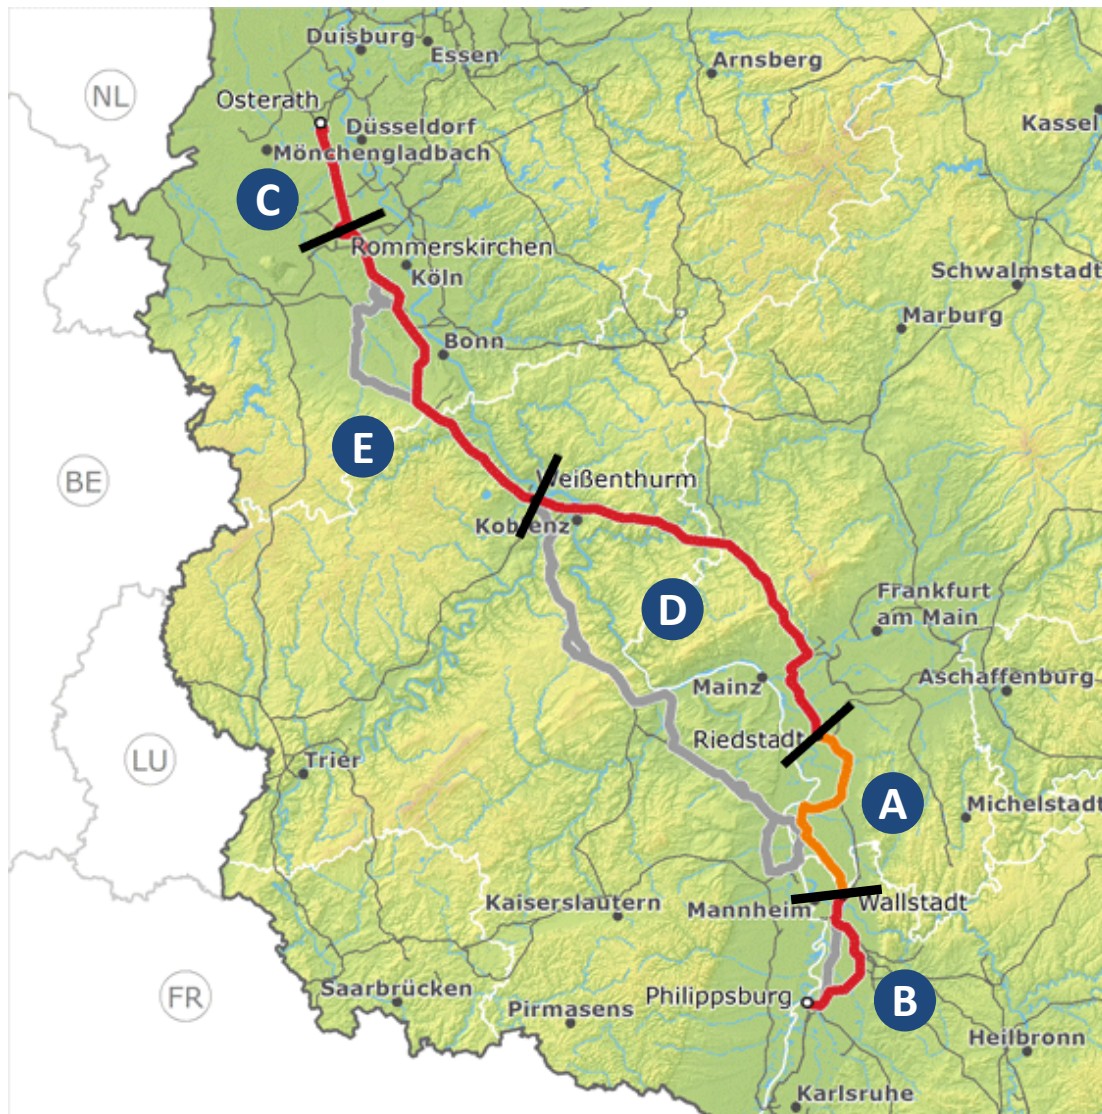 Duisburg
Essen
Arnsberg
NL
Osterath
Kassel
Düsseldorf
Mönchengladbach
C
Rommerskirchen
Köln
Schwalmstadt
Marburg
Bonn
E
BE
Weißenthurm
Koblenz
Frankfurt
am Main
D
Mainz
Aschaffenburg
Riedstadt
LU
Trier
A
Michelstadt
Kaiserslautern
Mannheim
Wallstadt
FR
Saarbrücken
Philippsburg
B
Pirmasens
Heilbronn
Karlsruhe